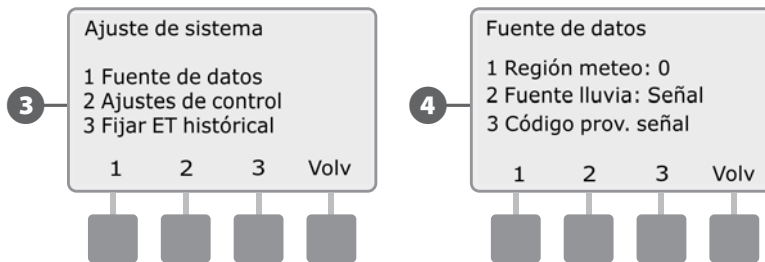 3
Ajuste de sistema
1 Fuente de datos
2 Ajustes de control
3 Fijar ET histórical
1 2 3 Volv
4
Fuente de datos
1 Región meteo: 0
2 Fuente lluvia: Señal
3 Código prov. señal
1 2 3 Volv